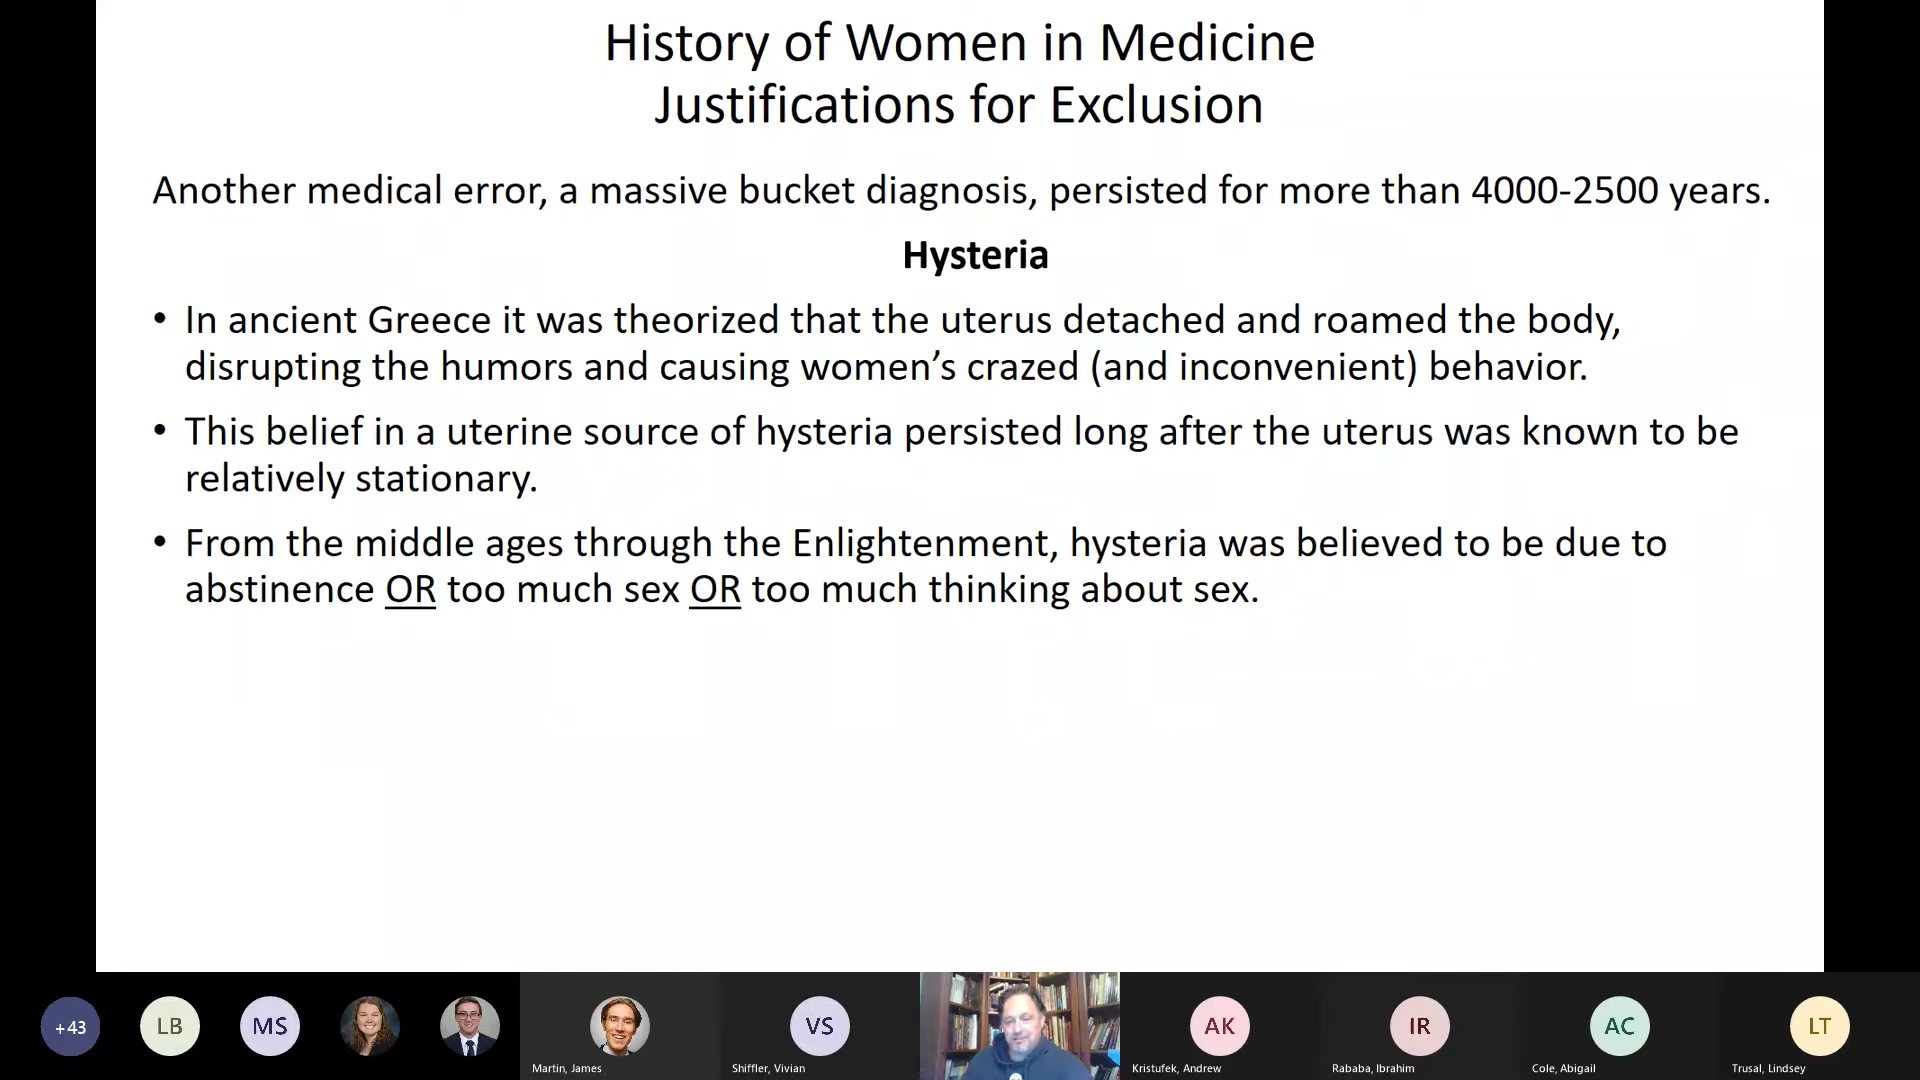 History of Women in Medicine
Justifications for Exclusion
Another medical error, a massive bucket diagnosis, persisted for more than 4000-2500 years.
Hysteria
• In ancient Greece it was theorized that the uterus detached and roamed the body,
disrupting the humors and causing women’s crazed (and inconvenient) behavior.
• This belief in a uterine source of hysteria persisted long after the uterus was known to be
relatively stationary.
• From the middle ages through the Enlightenment, hysteria was believed to be due to
abstinence OR too much sex OR too much thinking about sex.
+43
LB
MS
Martin, James
VS
Shiffler, Vivian
AK
Kristufek, Andrew
IR
Rababa, Ibrahim
AC
Cole, Abigail
LT
Trusal, Lindsey